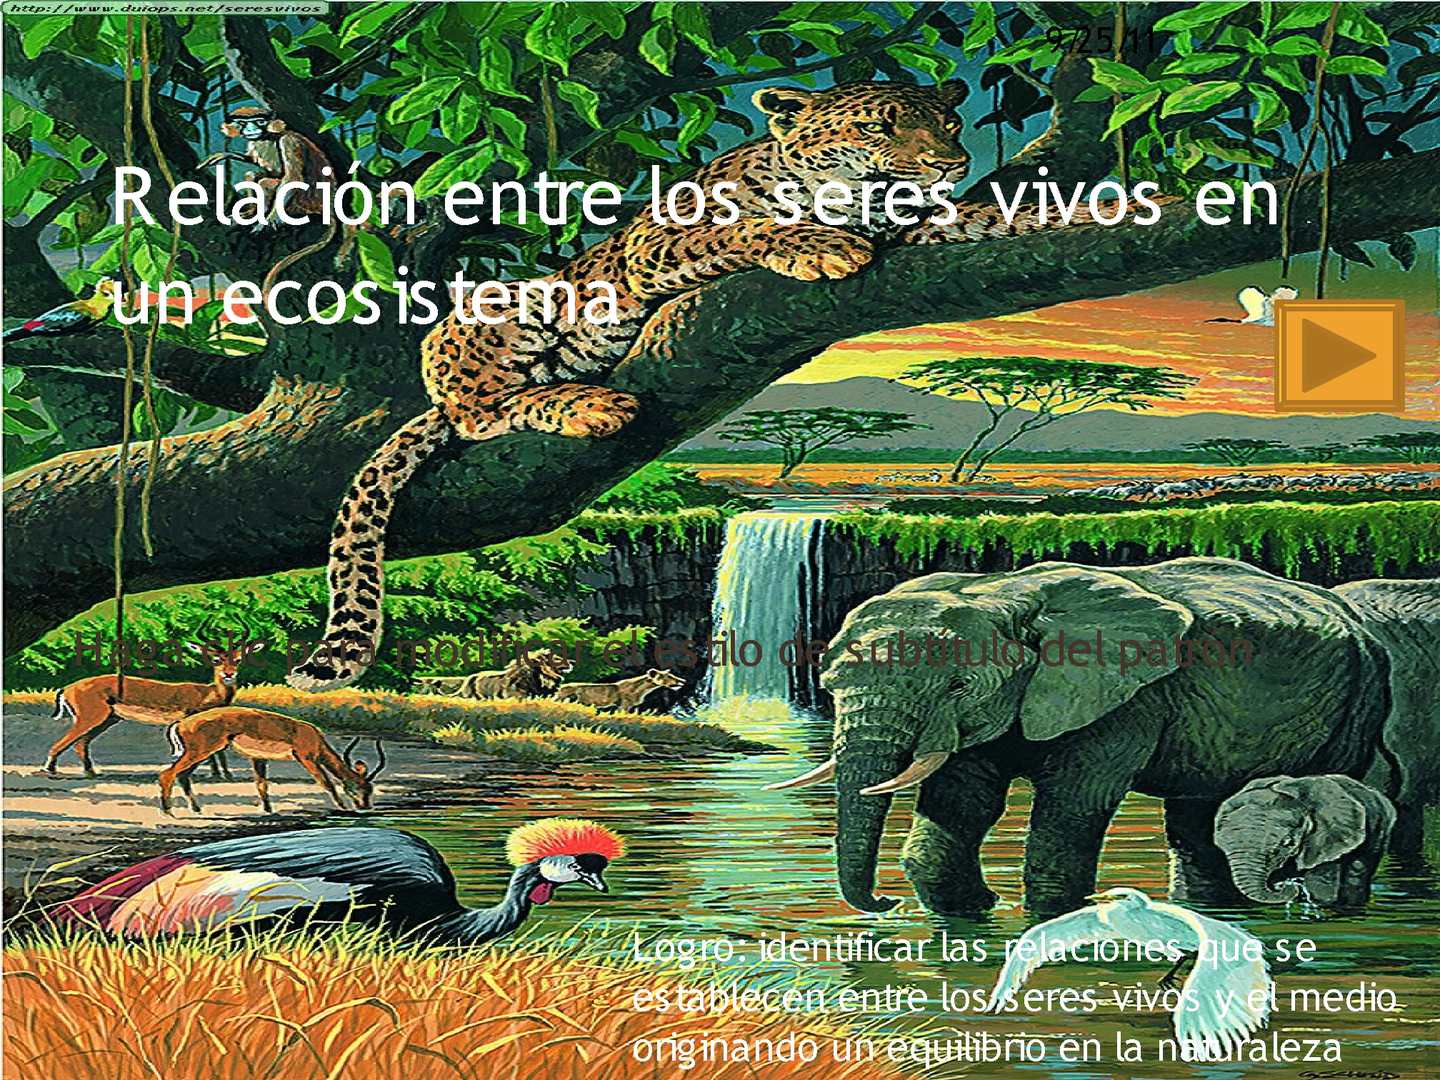 http://www.duiops.net/seresvivos
9/25/11
Relación entre los seres vivos en
un ecosistema
Haga clic para modificar el estilo de subtítulo del patrón
Logro: identificar las relaciones que se
establecen entre los seres vivos y el medio
originando un equilibrio en la naturaleza